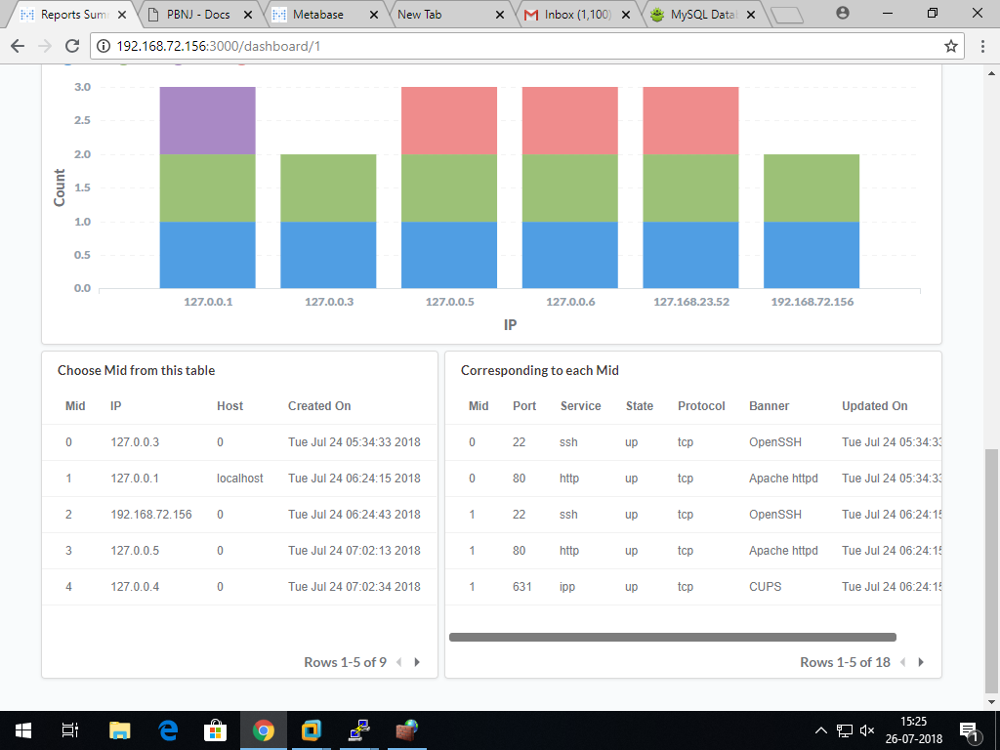 Reports Sum
PBNJ - Docs
Metabase
New Tab
Inbox (1,100)
MySQL Data
192.168.72.156:3000/dashboard/1
3.0
2.5
2.0
1.5
1.0
0.5
0.0
Count
127.0.0.1 127.0.0.3 127.0.0.5 127.0.0.6 127.168.23.52 192.168.72.156
IP
Choose Mid from this table
Mid IP Host Created On
0 127.0.0.3 0 Tue Jul 24 05:34:33 2018
1 127.0.0.1 localhost Tue Jul 24 06:24:15 2018
2 192.168.72.156 0 Tue Jul 24 06:24:43 2018
3 127.0.0.5 0 Tue Jul 24 07:02:13 2018
4 127.0.0.4 0 Tue Jul 24 07:02:34 2018
Rows 1-5 of 9
Corresponding to each Mid
Mid Port Service State Protocol Banner Updated On
0 22 ssh up tcp OpenSSH Tue Jul 24 05:34:33
0 80 http up tcp Apache httpd Tue Jul 24 05:34:33
1 22 ssh up tcp OpenSSH Tue Jul 24 06:24:15
1 80 http up tcp Apache httpd Tue Jul 24 06:24:15
1 631 ipp up tcp CUPS Tue Jul 24 06:24:15
Rows 1-5 of 18
15:25
26-07-2018
1